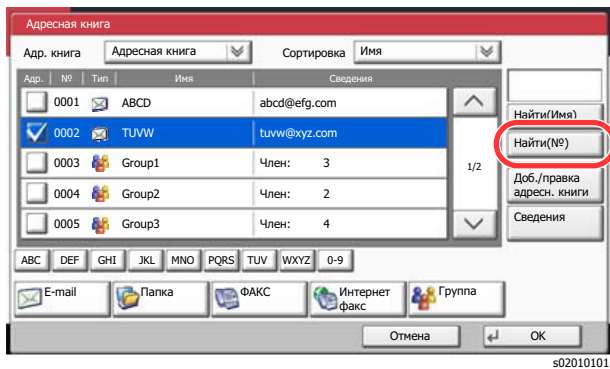 Адресная книга
Адр. книга Адресная книга Сортировка Имя
Адр. № Тип Имя Сведения
0001 ABCD abcd@efg.com
0002 TUVW tuvw@xyz.com
0003 Group1 Член: 3
0004 Group2 Член: 2
0005 Group3 Член: 4
1/2
Найти(Имя)
Найти(№)
Доб./правка
адресн. книги
Сведения
ABC DEF GHI JKL MNO PQRS TUV WXYZ 0-9
E-mail Папка ФАКС Интернет
факс Группа
Отмена OK
s02010101